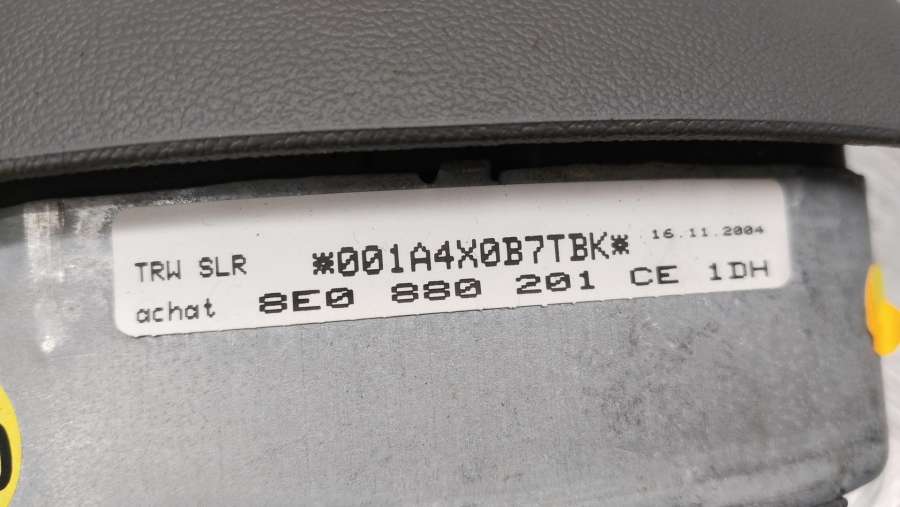 TRW SLR *001A4X0B7TBK* 16.11.2004
achat 8E0 880 201 CE 1DH